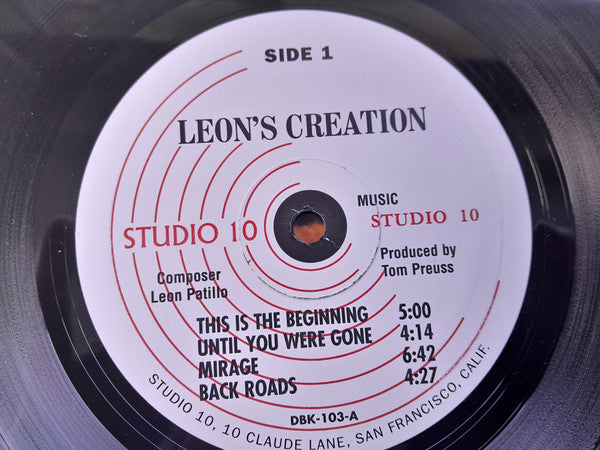 SIDE 1
LEON'S CREATION
MUSIC
STUDIO 10
STUDIO 10
Produced by
Tom Preuss
Composer
Leon Patillo
THIS IS THE BEGINNING 5:00
UNTIL YOU WERE GONE 4:14
MIRAGE 6:42
BACK ROADS 4:27
DBK-103-A
STUDIO 10, 10 CLAUDE LANE, SAN FRANCISCO, CALIF.